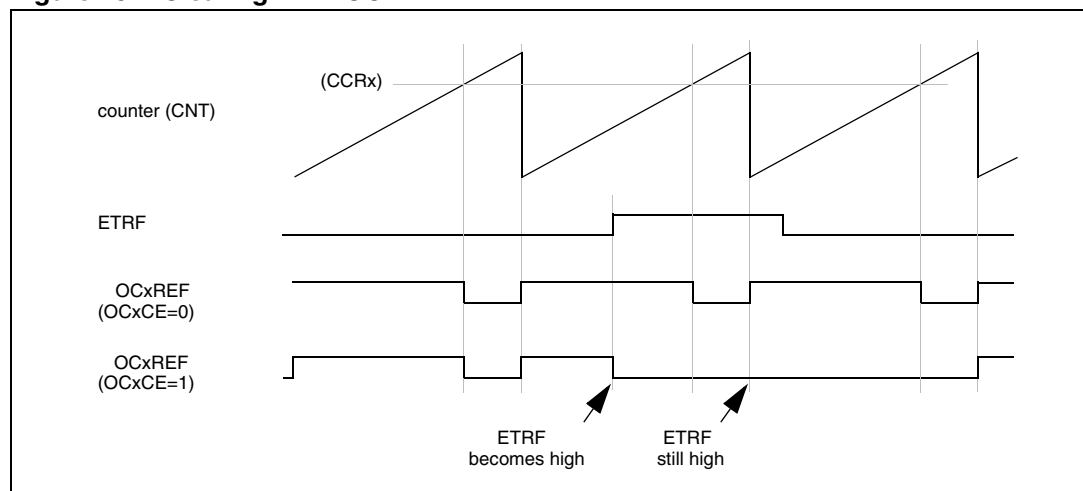 (CCRx)
counter (CNT)
ETRF
OCxREF
(OCxCE=0)
OCxREF
(OCxCE=1)
ETRF
becomes high
ETRF
still high